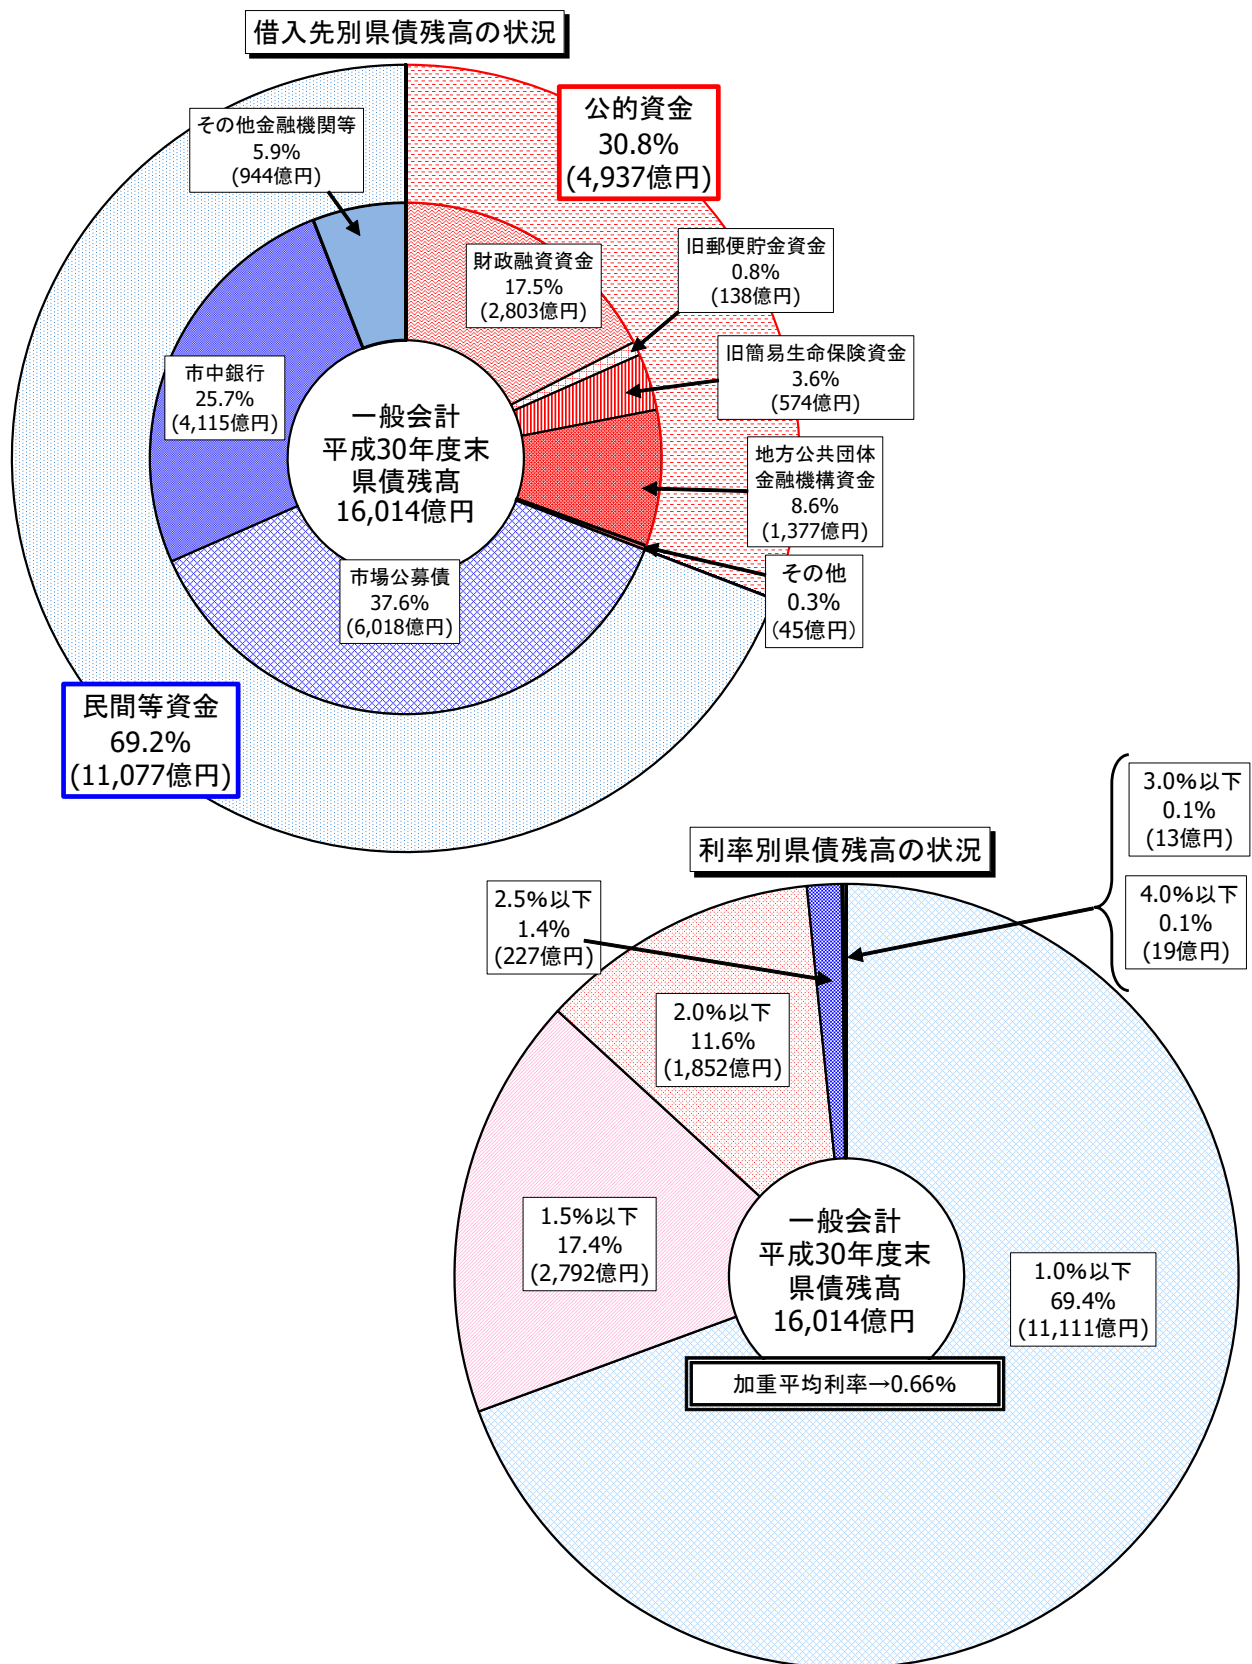 借入先別県債残高の状況
公的資金
30.8%
(4,937億円)
その他金融機関等
5.9%
(944億円)
財政融資資金
17.5%
(2,803億円)
旧郵便貯金資金
0.8%
(138億円)
旧簡易生命保険資金
3.6%
(574億円)
市中銀行
25.7%
(4,115億円)
一般会計
平成30年度末
県債残髙
16,014億円
地方公共団体
金融機構資金
8.6%
(1,377億円)
その他
0.3%
(45億円)
市場公募債
37.6%
(6,018億円)
民間等資金
69.2%
(11,077億円)
利率別県債残高の状況
3.0%以下
0.1%
(13億円)
4.0%以下
0.1%
(19億円)
2.5%以下
1.4%
(227億円)
2.0%以下
11.6%
(1,852億円)
1.5%以下
17.4%
(2,792億円)
一般会計
平成30年度末
県債残髙
16,014億円
1.0%以下
69.4%
(11,111億円)
加重平均利率→0.66%